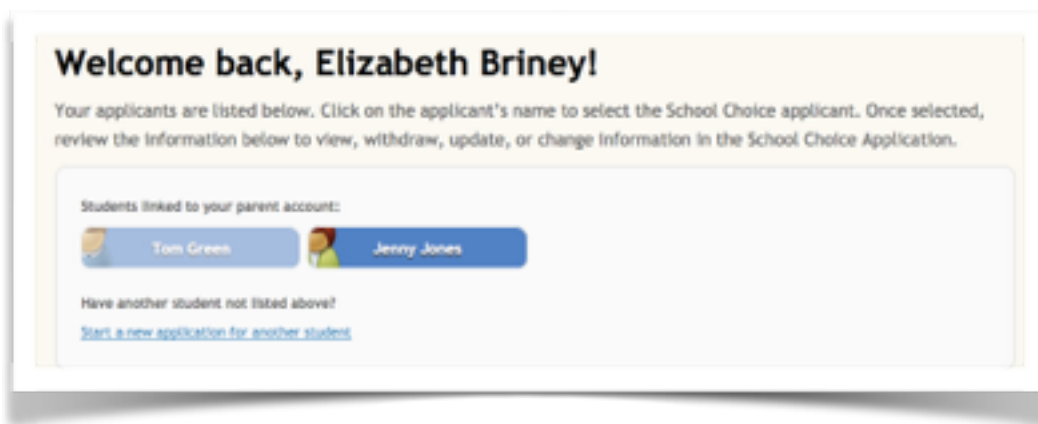 Welcome back, Elizabeth Briney!
Your applicants are listed below. Click on the applicant's name to select the School Choice applicant. Once selected,
review the information below to view, withdraw, update, or change information in the School Choice Application.
Students linked to your parent account:
Tom Green Jenny Jones
Have another student not listed above?
Start a new application for another student